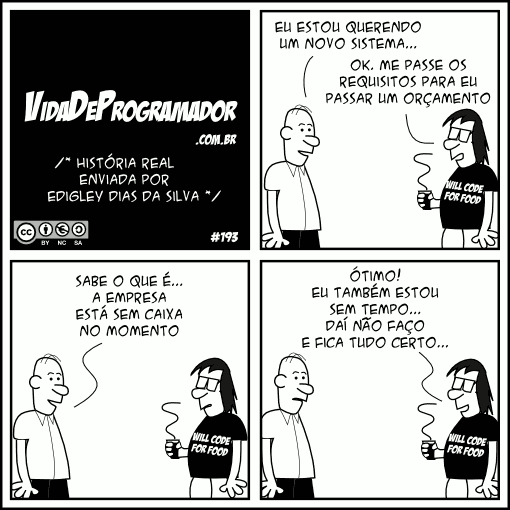 VIDADEPROGRAMADOR
.COM.BR
/* HISTÓRIA REAL
ENVIADA POR
EDIGLEY DIAS DA SILVA */
CC
BY NC SA
#193
EU ESTOU QUERENDO
UM NOVO SISTEMA...
OK. ME PASSE OS
REQUISITOS PARA EU
PASSAR UM ORÇAMENTO
WILL CODE
FOR FOOD
SABE O QUE É...
A EMPRESA
ESTÁ SEM CAIXA
NO MOMENTO
WILL CODE
FOR FOOD
ÓTIMO!
EU TAMBÉM ESTOU
SEM TEMPO...
DAÍ NÃO FAÇO
E FICA TUDO CERTO...
WILL CODE
FOR FOOD